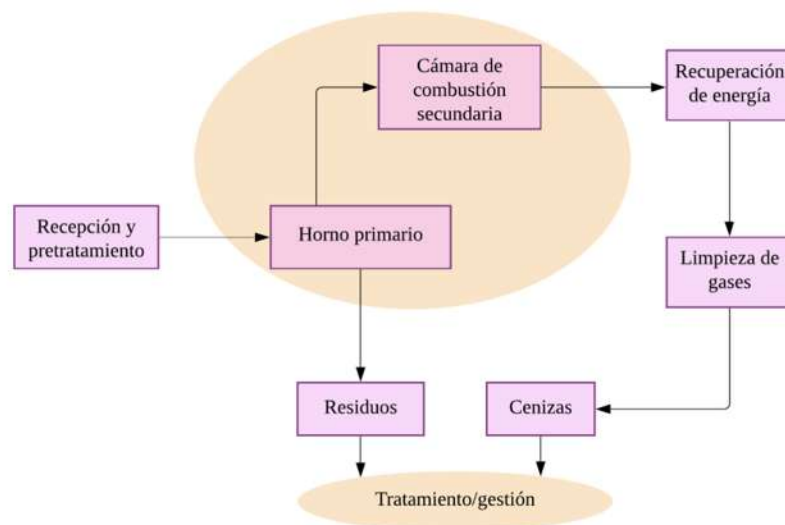 Cámara de
combustión
secundaria
Recuperación
de energía
Recepción y
pretratamiento
Horno primario
Limpieza de
gases
Residuos
Cenizas
Tratamiento/gestión